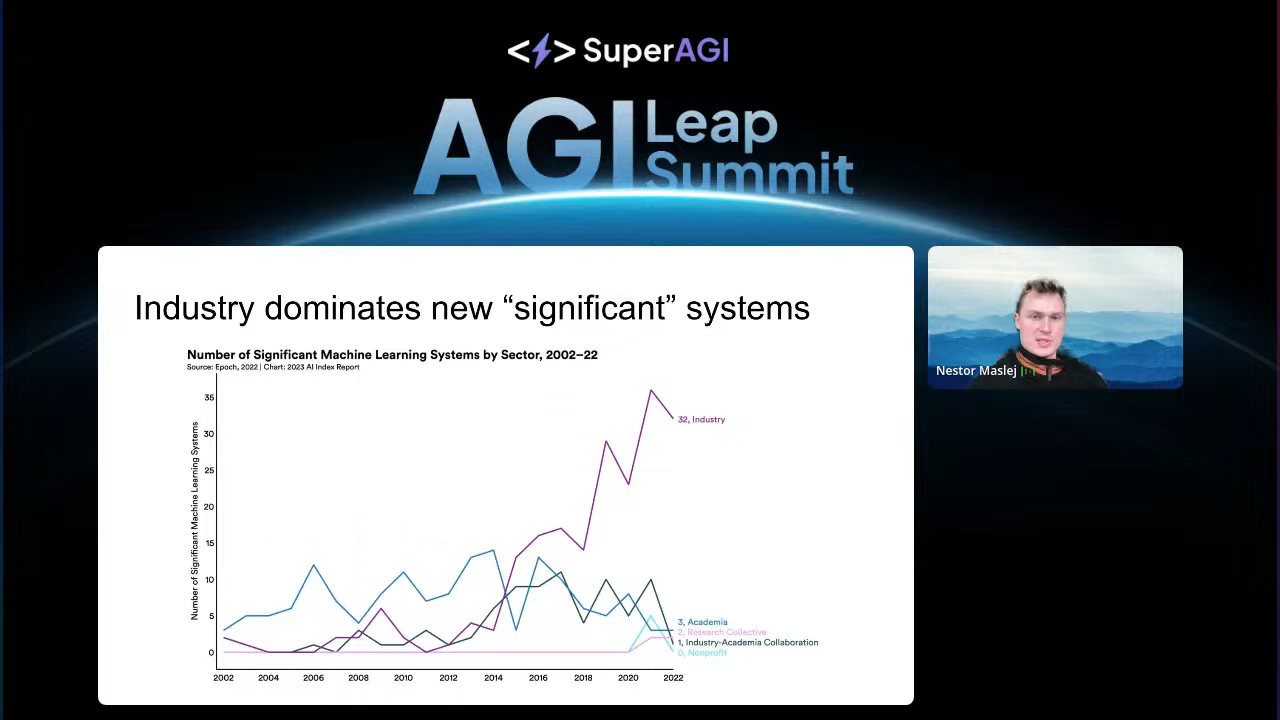 <⚡> SuperAGI
AGI Leap Summit
Industry dominates new “significant” systems
Number of Significant Machine Learning Systems by Sector, 2002–22
Source: Epoch, 2022 | Chart: 2023 AI Index Report
Number of Significant Machine Learning Systems
35
30
25
20
15
10
5
0
2002 2004 2006 2008 2010 2012 2014 2016 2018 2020 2022
32, Industry
3, Academia
2, Research Collective
1, Industry-Academia Collaboration
0, Nonprofit
Nestor Maslej